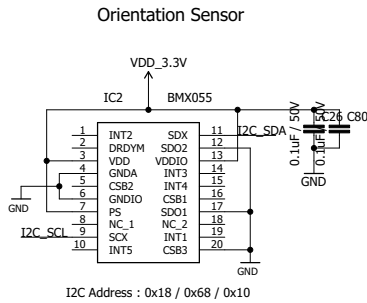 Orientation Sensor
VDD_3.3V
IC2 BMX055
C26 C80
0.1uF / 50V
0.1uF / 50V
1 INT2 SDX 11 I2C_SDA
2 DRDYM SDO2 12
3 VDD VDDIO 13
4 GNDA INT3 14
5 CSB2 INT4 15
6 GNDIO CSB1 16
7 PS SDO1 17
8 NC_1 NC_2 18
I2C_SCL 9 SCX INT1 19
10 INT5 CSB3 20
GND
GND
GND
I2C Address : 0x18 / 0x68 / 0x10